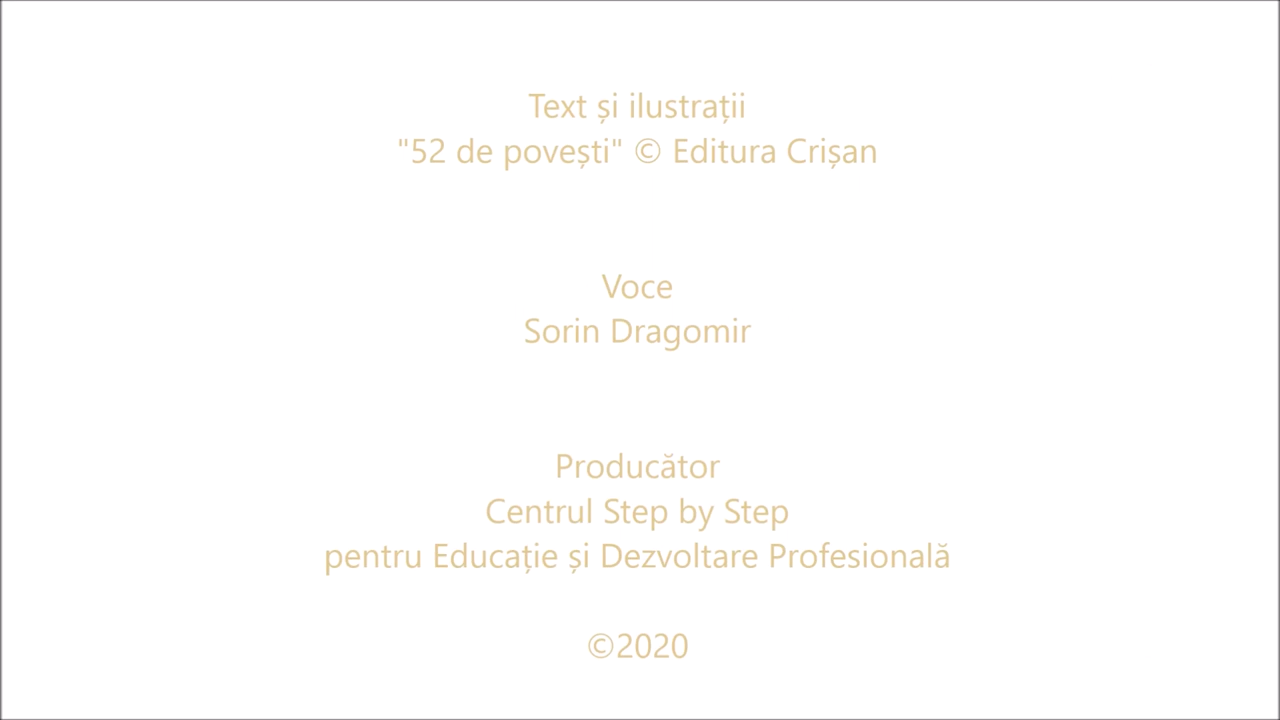 Text și ilustrații
"52 de povești" © Editura Crișan
Voce
Sorin Dragomir
Producător
Centrul Step by Step
pentru Educație și Dezvoltare Profesională
©2020